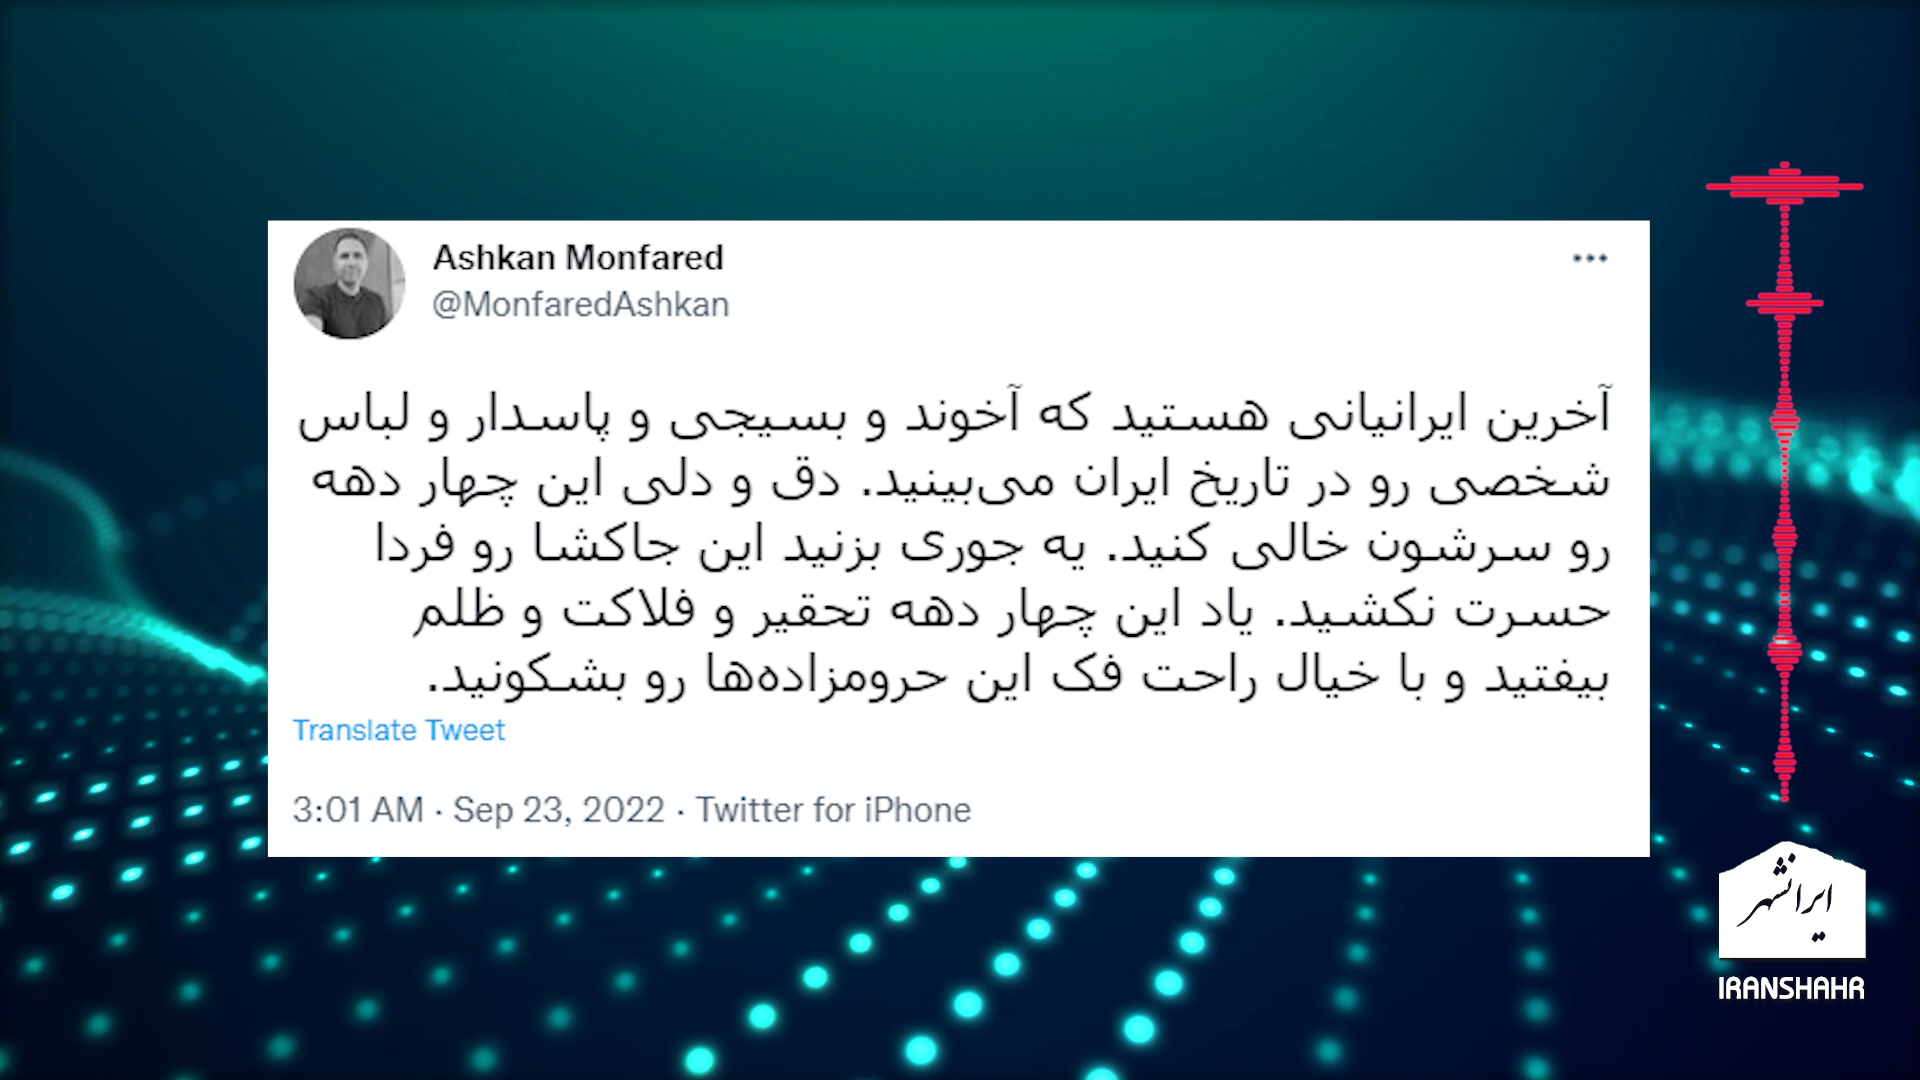 Ashkan Monfared
@MonfaredAshkan
آخرین ایرانیانی هستید که آخوند و بسیجی و پاسدار و لباس
شخصی رو در تاریخ ایران می‌بینید. دق و دلی این چهار دهه
رو سرشون خالی کنید. یه جوری بزنید این جاکشا رو فردا
حسرت نکشید. یاد این چهار دهه تحقیر و فلاکت و ظلم
بیفتید و با خیال راحت فک این حرومزاده‌ها رو بشکونید.
Translate Tweet
3:01 AM · Sep 23, 2022 · Twitter for iPhone
ایرانشهر
IRANSHAHR